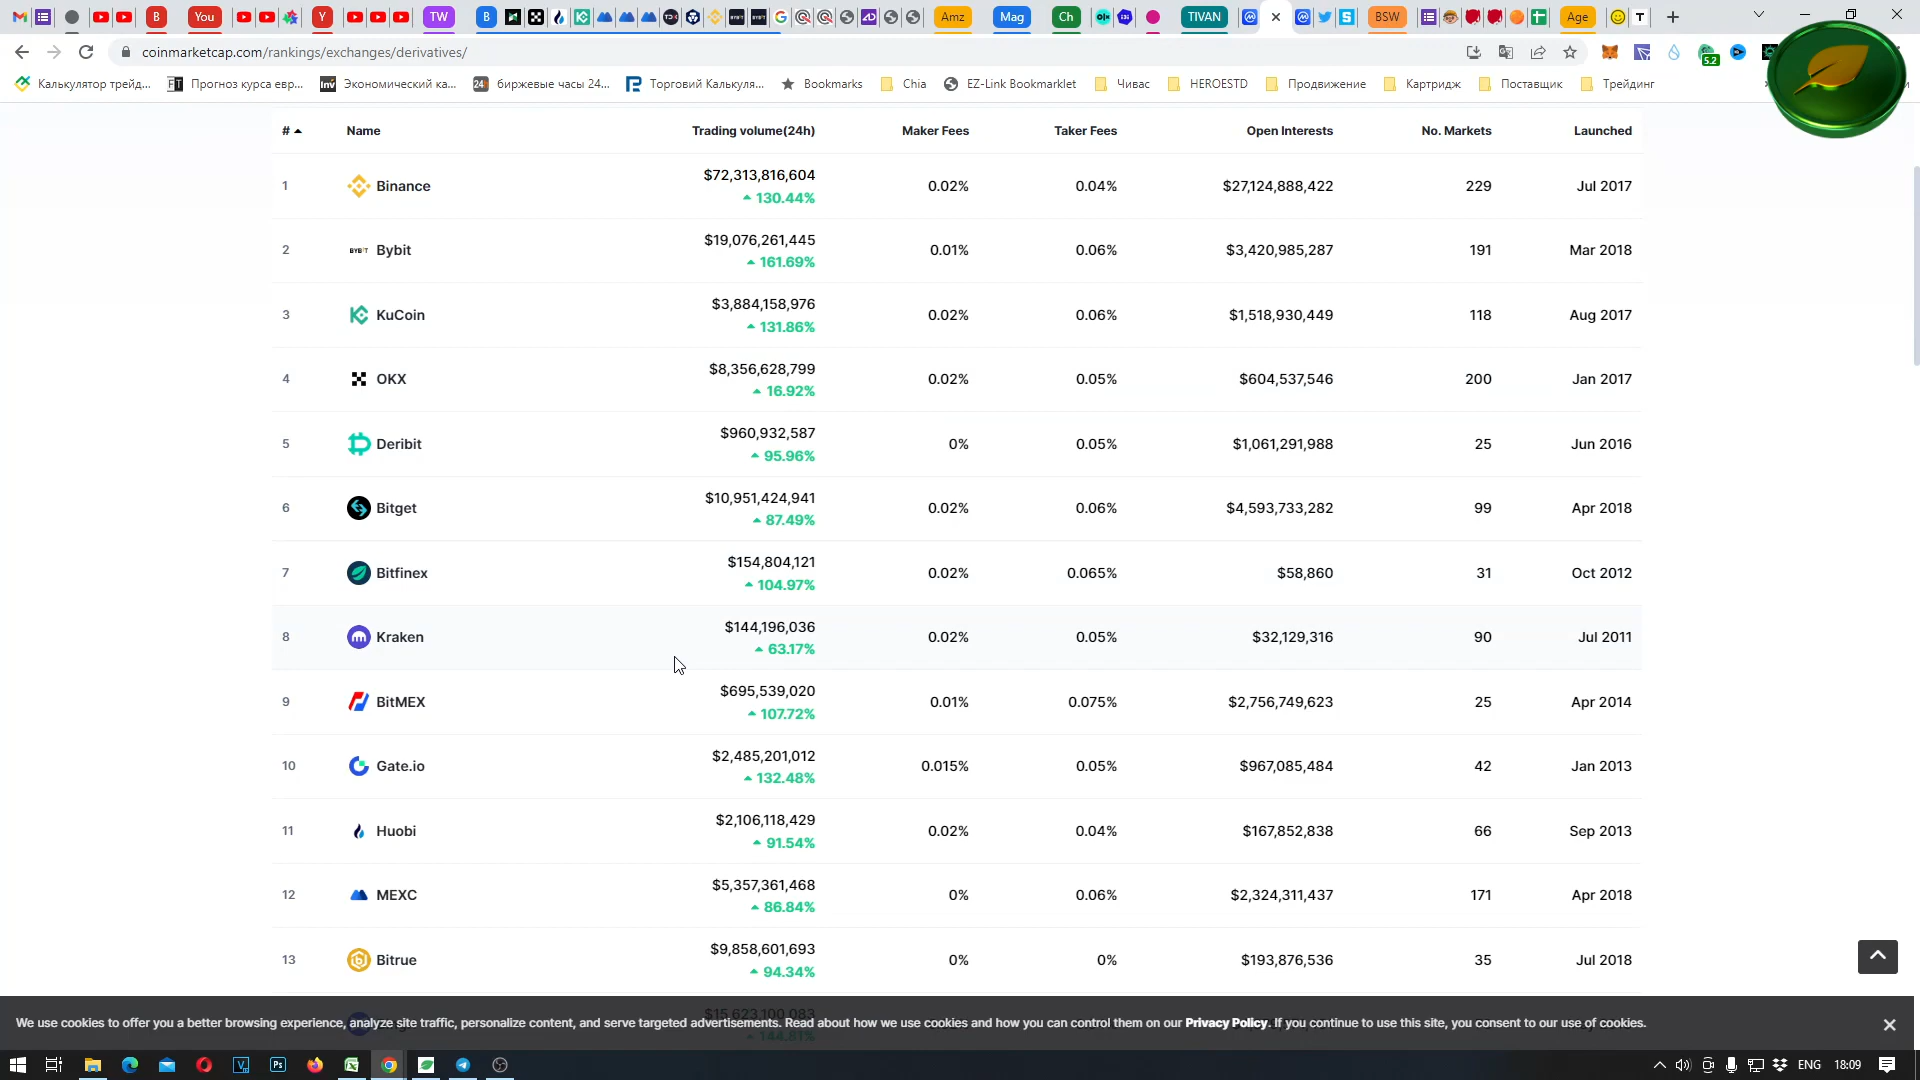 B You Y TW B Amz Mag Ch TIVAN BSW Age T
coinmarketcap.com/rankings/exchanges/derivatives/
5.2
Калькулятор трейд... Прогноз курса евр... Экономический ка... биржевые часы 24... Торговий Калькуля... Bookmarks Chia EZ-Link Bookmarklet Чивас HEROESTD Продвижение Картридж Поставщик Трейдинг
# Name Trading volume(24h) Maker Fees Taker Fees Open Interests No. Markets Launched
1 Binance $72,313,816,604 0.02% 0.04% $27,124,888,422 229 Jul 2017
130.44%
2 Bybit $19,076,261,445 0.01% 0.06% $3,420,985,287 191 Mar 2018
161.69%
3 KuCoin $3,884,158,976 0.02% 0.06% $1,518,930,449 118 Aug 2017
131.86%
4 OKX $8,356,628,799 0.02% 0.05% $604,537,546 200 Jan 2017
16.92%
5 Deribit $960,932,587 0% 0.05% $1,061,291,988 25 Jun 2016
95.96%
6 Bitget $10,951,424,941 0.02% 0.06% $4,593,733,282 99 Apr 2018
87.49%
7 Bitfinex $154,804,121 0.02% 0.065% $58,860 31 Oct 2012
104.97%
8 Kraken $144,196,036 0.02% 0.05% $32,129,316 90 Jul 2011
63.17%
9 BitMEX $695,539,020 0.01% 0.075% $2,756,749,623 25 Apr 2014
107.72%
10 Gate.io $2,485,201,012 0.015% 0.05% $967,085,484 42 Jan 2013
132.48%
11 Huobi $2,106,118,429 0.02% 0.04% $167,852,838 66 Sep 2013
91.54%
12 MEXC $5,357,361,468 0% 0.06% $2,324,311,437 171 Apr 2018
86.84%
13 Bitrue $9,858,601,693 0% 0% $193,876,536 35 Jul 2018
94.34%
$15,623,100,083
We use cookies to offer you a better browsing experience, analyze site traffic, personalize content, and serve targeted advertisements. Read about how we use cookies and how you can control them on our Privacy Policy. If you continue to use this site, you consent to our use of cookies.
144.81%
ENG 18:09